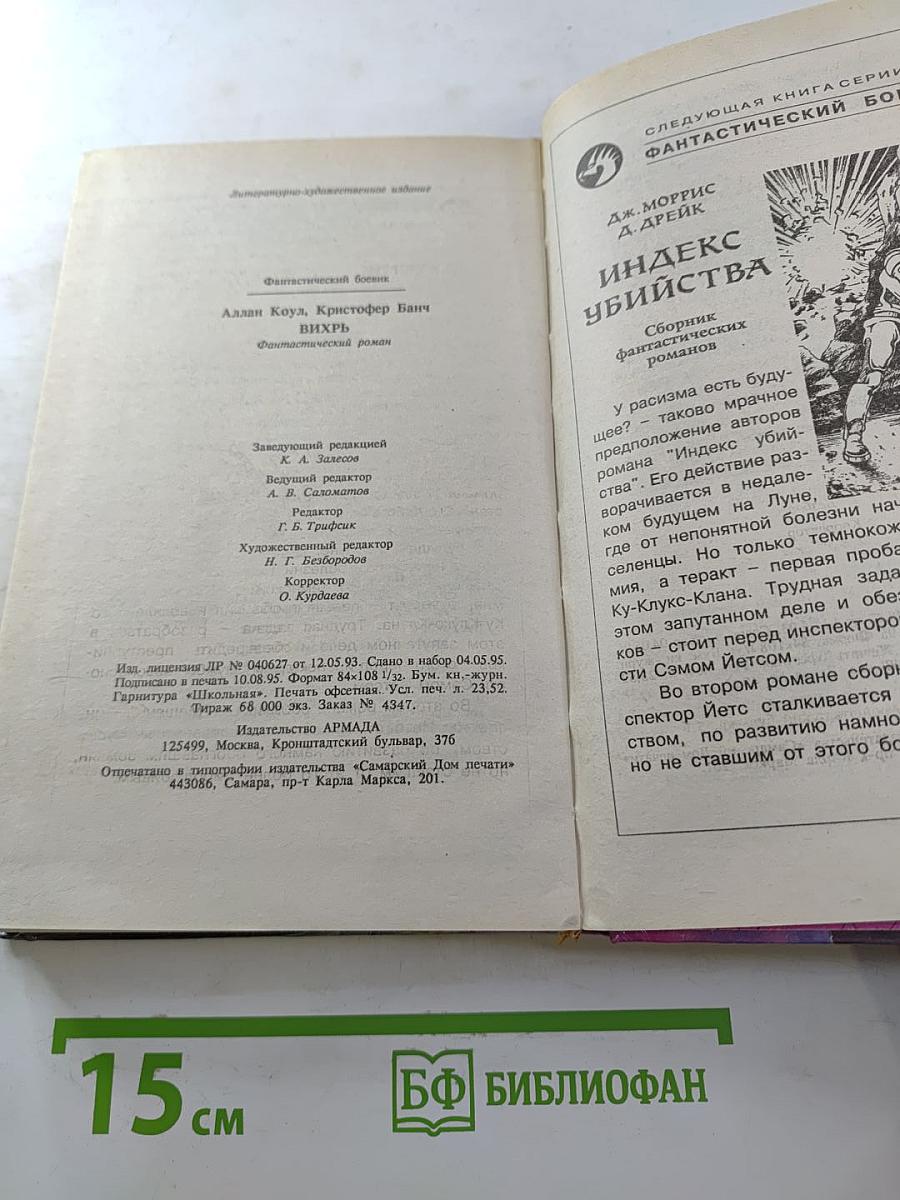 Литературно-художественное издание
Фантастический боевик
Аллан Коул, Кристофер Банч
ВИХРЬ
Фантастический роман
Заведующий редакцией
К. А. Залесов
Ведущий редактор
А. В. Саломатов
Редактор
Г. Б. Трифсик
Художественный редактор
Н. Г. Безбородов
Корректор
О. Курдаева
Изд. лицензия ЛР № 040627 от 12.05.93. Сдано в набор 04.05.95.
Подписано в печать 10.08.95. Формат 84×108 1/32. Бум. кн.-журн.
Гарнитура «Школьная». Печать офсетная. Усл. печ. л. 23,52.
Тираж 68 000 экз. Заказ № 4347.
Издательство АРМАДА
125499, Москва, Кронштадтский бульвар, 37б
Отпечатано в типографии издательства «Самарский Дом печати»
443086, Самара, пр-т Карла Маркса, 201.
СЛЕДУЮЩАЯ КНИГА СЕРИИ
ФАНТАСТИЧЕСКИЙ БО
ДЖ. МОРРИС
Д. ДРЕЙК
ИНДЕКС
УБИЙСТВА
Сборник
фантастических
романов
У расизма есть буду-
щее? – таково мрачное
предположение авторов
романа "Индекс убий-
ства". Его действие раз-
ворачивается в недале-
ком будущем на Луне,
где от непонятной болезни нач
селенцы. Но только темнокож
мия, а теракт – первая проба
Ку-Клукс-Клана. Трудная зада
этом запутанном деле и обез
ков – стоит перед инспекторо
сти Сэмом Йетсом.
Во втором романе сборн
спектор Йетс сталкивается
ством, по развитию намно
но не ставшим от этого бо
15 см
БФ БИБЛИОФАН